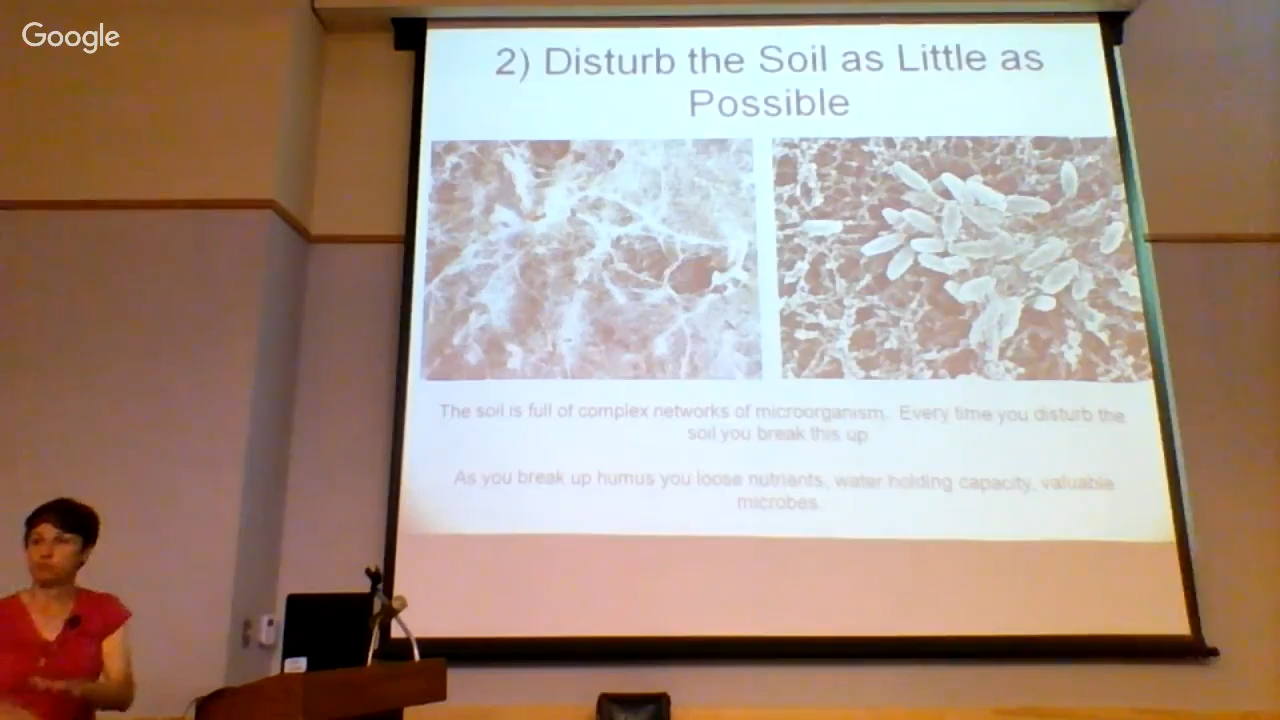 Google
2) Disturb the Soil as Little as
Possible
The soil is full of complex networks of microorganism. Every time you disturb the
soil you break this up
As you break up humus you loose nutrients, water holding capacity, valuable
microbes.